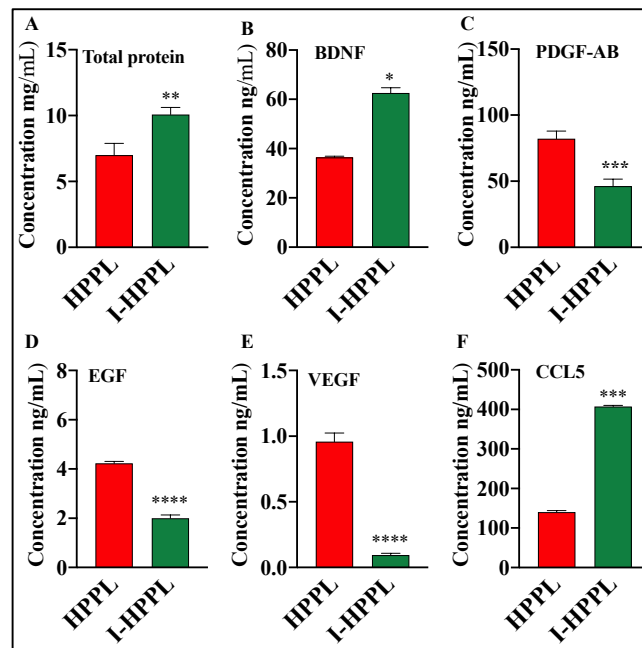 A
Total protein
**
Concentration mg/mL)
15
10
5
0
HPPL
I-HPPL
B
BDNF
*
Concentration ng/mL)
80
60
40
20
0
HPPL
I-HPPL
C
PDGF-AB
***
Concentration ng/mL)
150
100
50
0
HPPL
I-HPPL
D
EGF
****
Concentration ng/mL)
8
6
4
2
0
HPPL
I-HPPL
E
VEGF
****
Concentration ng/mL)
1.5
1.0
0.5
0.0
HPPL
I-HPPL
F
CCL5
***
Concentration ng/mL)
500
400
300
200
100
0
HPPL
I-HPPL